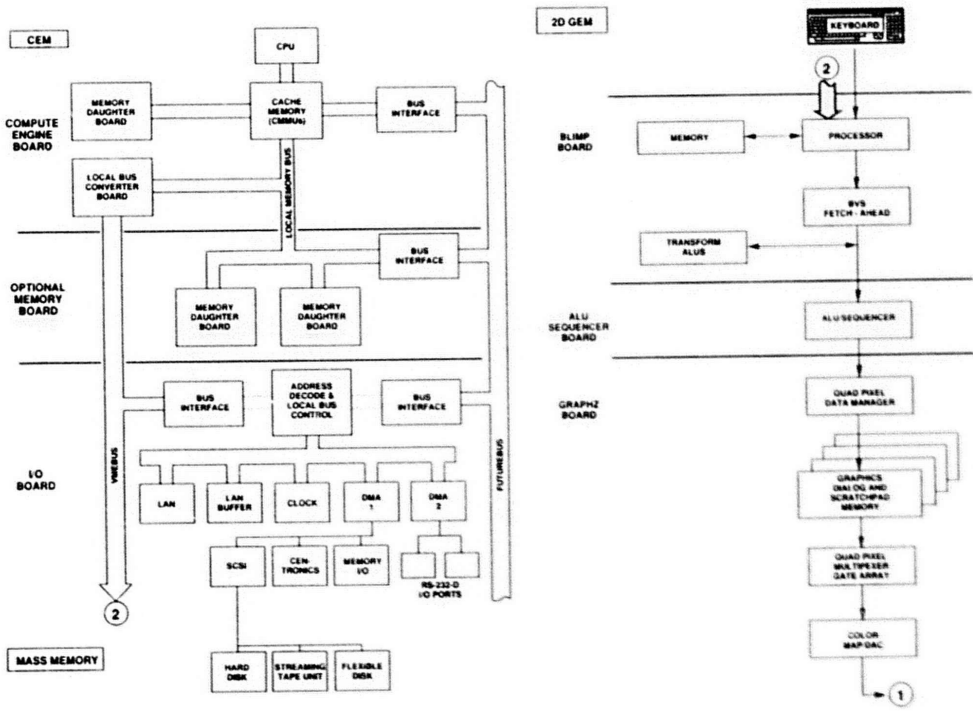 CEM
CPU
MEMORY
DAUGHTER
BOARD
CACHE
MEMORY
(CMMUs)
BUS
INTERFACE
COMPUTE
ENGINE
BOARD
LOCAL BUS
CONVERTER
BOARD
LOCAL MEMORY BUS
BUS
INTERFACE
OPTIONAL
MEMORY
BOARD
MEMORY
DAUGHTER
BOARD
MEMORY
DAUGHTER
BOARD
BUS
INTERFACE
ADDRESS
DECODE &
LOCAL BUS
CONTROL
BUS
INTERFACE
I/O
BOARD
VMEBUS
FUTUREBUS
LAN
LAN
BUFFER
CLOCK
DMA
1
DMA
2
SCSI
CEN-
TRONICS
MEMORY
I/O
RS-232-D
I/O PORTS
2
MASS MEMORY
HARD
DISK
STREAMING
TAPE UNIT
FLEXIBLE
DISK
2D GEM
KEYBOARD
2
BLIMP
BOARD
MEMORY
PROCESSOR
BVS
FETCH - AHEAD
TRANSFORM
ALUS
ALU
SEQUENCER
BOARD
ALU SEQUENCER
GRAPHZ
BOARD
QUAD PIXEL
DATA MANAGER
GRAPHICS
DIALOG AND
SCRATCHPAD
MEMORY
QUAD PIXEL
MULTIPEXER
GATE ARRAY
COLOR
MAP/DAC
1